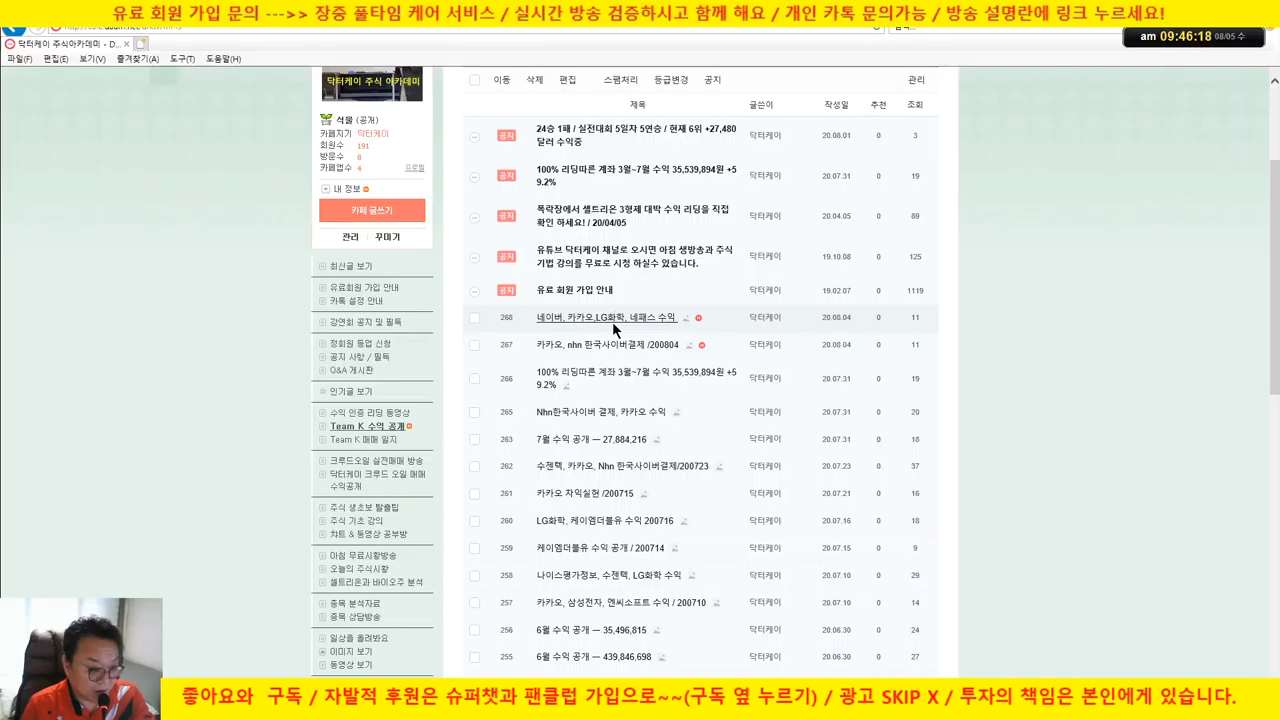 유료 회원 가입 문의 --->> 장중 풀타임 케어 서비스 / 실시간 방송 검증하시고 함께 해요 / 개인 카톡 문의가능 / 방송 설명란에 링크 누르세요!
am 09:46:18 08/05 수
닥터케이 주식아카데미 - D...
파일(F) 편집(E) 보기(V) 즐겨찾기(A) 도구(T) 도움말(H)
닥터케이 주식 아카데미
석물 (공개)
카페지기 닥터케이
회원수 191
방문수 8
카페앱수 4 프로필
내 정보
카페 글쓰기
관리 꾸미기
최신글 보기
유료회원 가입 안내
카톡 설정 안내
강연회 공지 및 필독
정회원 등업 신청
공지 사항 / 필독
Q&A 게시판
인기글 보기
수익 인증 리딩 동영상
Team K 수익 공개
Team K 매매 일지
크루드오일 실전매매 방송
닥터케이 크루드 오일 매매
수익공개
주식 생초보 탈출팁
주식 기초 강의
챠트 & 동영상 공부방
아침 무료시황방송
오늘의 주식시황
셀트리온과 바이오주 분석
종목 분석자료
종목 상담방송
일상을 올려봐요
이미지 보기
동영상 보기
이동 삭제 편집 스팸처리 등급변경 공지 관리
제목 글쓴이 작성일 추천 조회
공지 24승 1패 / 실전대회 5일차 5연승 / 현재 6위 +27,480
달러 수익중 닥터케이 20.08.01 0 3
공지 100% 리딩따른 계좌 3월~7월 수익 35,539,894원 +5
9.2% 닥터케이 20.07.31 0 19
공지 폭락장에서 셀트리온 3형제 대박 수익 리딩을 직접
확인 하세요! / 20/04/05 닥터케이 20.04.05 0 89
공지 유튜브 닥터케이 채널로 오시면 아침 생방송과 주식
기법 강의를 무료로 시청 하실수 있습니다. 닥터케이 19.10.08 0 125
공지 유료 회원 가입 안내 닥터케이 19.02.07 0 1119
268 네이버, 카카오,LG화학, 네패스 수익 닥터케이 20.08.04 0 11
267 카카오, nhn 한국사이버결제 /200804 닥터케이 20.08.04 0 11
266 100% 리딩따른 계좌 3월~7월 수익 35,539,894원 +5
9.2% 닥터케이 20.07.31 0 19
265 Nhn한국사이버 결제, 카카오 수익 닥터케이 20.07.31 0 20
263 7월 수익 공개 — 27,884,216 닥터케이 20.07.31 0 18
262 수젠텍, 카카오, Nhn 한국사이버결제/200723 닥터케이 20.07.23 0 37
261 카카오 차익실현 /200715 닥터케이 20.07.21 0 16
260 LG화학, 케이엠더블유 수익 200716 닥터케이 20.07.16 0 18
259 케이엠더블유 수익 공개 / 200714 닥터케이 20.07.15 0 9
258 나이스평가정보, 수젠텍, LG화학 수익 닥터케이 20.07.10 0 29
257 카카오, 삼성전자, 엔씨소프트 수익 / 200710 닥터케이 20.07.10 0 14
256 6월 수익 공개 — 35,496,815 닥터케이 20.06.30 0 24
255 6월 수익 공개 — 439,846,698 닥터케이 20.06.30 0 27
좋아요와 구독 / 자발적 후원은 슈퍼챗과 팬클럽 가입으로~~(구독 옆 누르기) / 광고 SKIP X / 투자의 책임은 본인에게 있습니다.